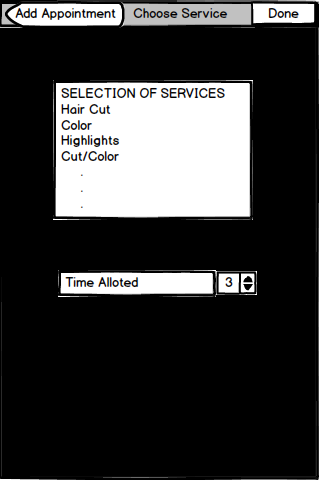 Add Appointment Choose Service Done
SELECTION OF SERVICES
Hair Cut
Color
Highlights
Cut/Color
.
.
.
Time Alloted 3